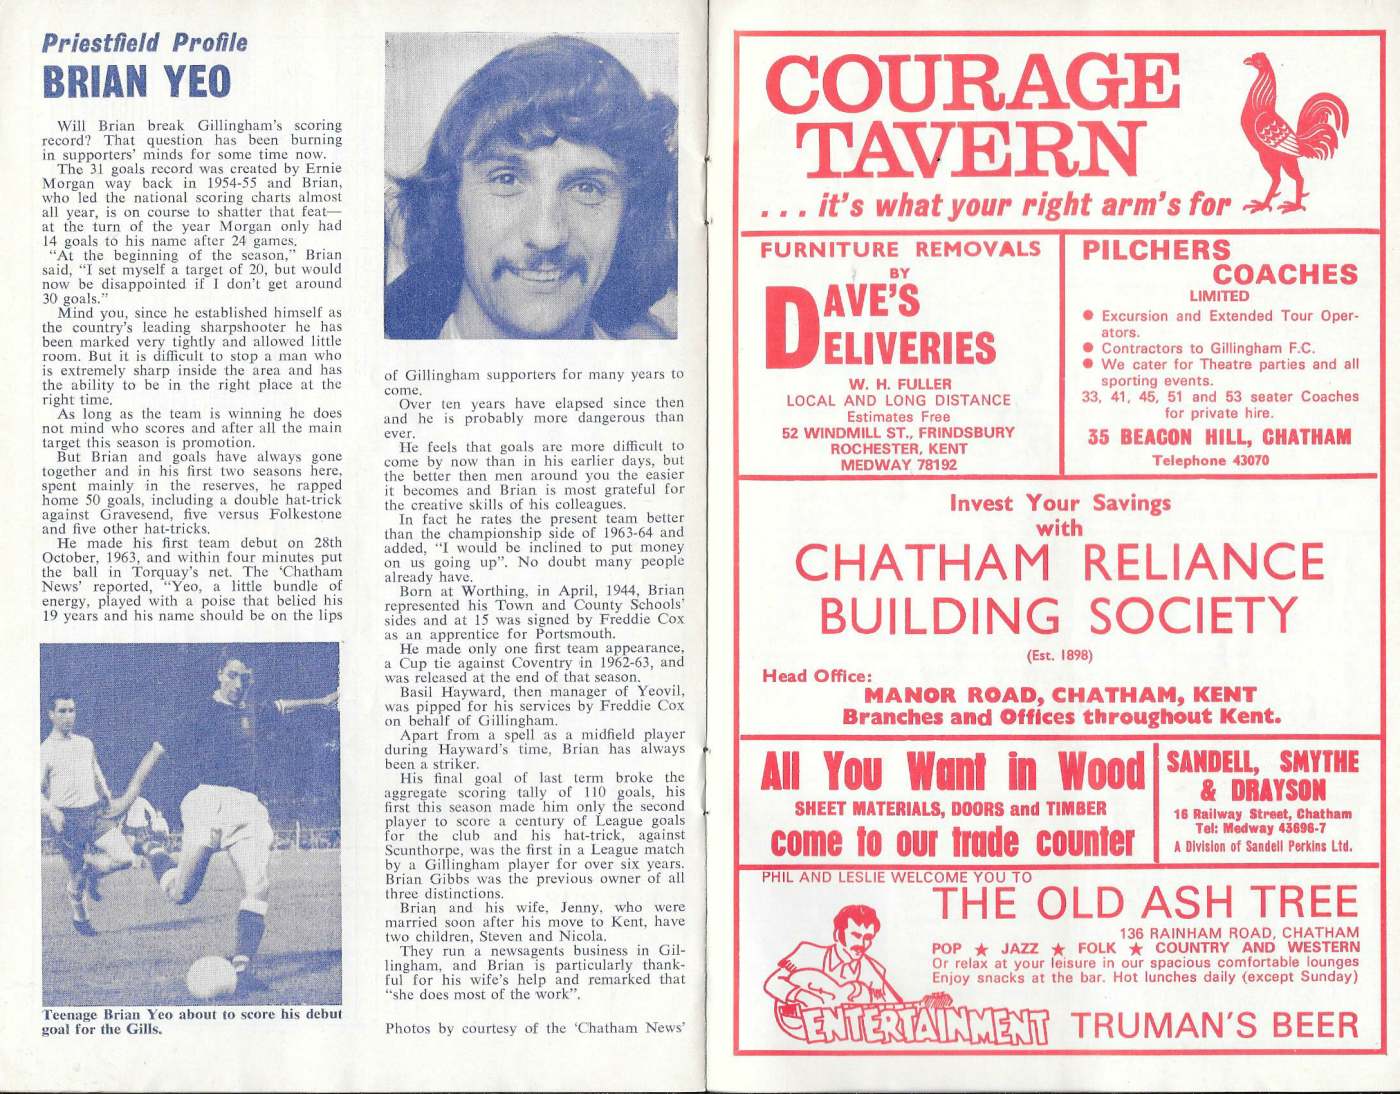 Priestfield Profile
BRIAN YEO
Will Brian break Gillingham's scoring
record? That question has been burning
in supporters' minds for some time now.
The 31 goals record was created by Ernie
Morgan way back in 1954-55 and Brian,
who led the national scoring charts almost
all year, is on course to shatter that feat—
at the turn of the year Morgan only had
14 goals to his name after 24 games.
"At the beginning of the season," Brian
said, "I set myself a target of 20, but would
now be disappointed if I don't get around
30 goals."
Mind you, since he established himself as
the country's leading sharpshooter he has
been marked very tightly and allowed little
room. But it is difficult to stop a man who
is extremely sharp inside the area and has
the ability to be in the right place at the
right time.
As long as the team is winning he does
not mind who scores and after all the main
target this season is promotion.
But Brian and goals have always gone
together and in his first two seasons here,
spent mainly in the reserves, he rapped
home 50 goals, including a double hat-trick
against Gravesend, five versus Folkestone
and five other hat-tricks.
He made his first team debut on 28th
October, 1963, and within four minutes put
the ball in Torquay's net. The 'Chatham
News' reported, "Yeo, a little bundle of
energy, played with a poise that belied his
19 years and his name should be on the lips
Teenage Brian Yeo about to score his debut
goal for the Gills.
of Gillingham supporters for many years to
come.
Over ten years have elapsed since then
and he is probably more dangerous than
ever.
He feels that goals are more difficult to
come by now than in his earlier days, but
the better then men around you the easier
it becomes and Brian is most grateful for
the creative skills of his colleagues.
In fact he rates the present team better
than the championship side of 1963-64 and
added, "I would be inclined to put money
on us going up". No doubt many people
already have.
Born at Worthing, in April, 1944, Brian
represented his Town and County Schools'
sides and at 15 was signed by Freddie Cox
as an apprentice for Portsmouth.
He made only one first team appearance,
a Cup tie against Coventry in 1962-63, and
was released at the end of that season.
Basil Hayward, then manager of Yeovil,
was pipped for his services by Freddie Cox
on behalf of Gillingham.
Apart from a spell as a midfield player
during Hayward's time, Brian has always
been a striker.
His final goal of last term broke the
aggregate scoring tally of 110 goals, his
first this season made him only the second
player to score a century of League goals
for the club and his hat-trick, against
Scunthorpe, was the first in a League match
by a Gillingham player for over six years.
Brian Gibbs was the previous owner of all
three distinctions.
Brian and his wife, Jenny, who were
married soon after his move to Kent, have
two children, Steven and Nicola.
They run a newsagents business in Gil-
lingham, and Brian is particularly thank-
ful for his wife's help and remarked that
"she does most of the work".
Photos by courtesy of the 'Chatham News'
COURAGE
TAVERN
. . . it's what your right arm's for
FURNITURE REMOVALS
BY
DAVE'S
DELIVERIES
W. H. FULLER
LOCAL AND LONG DISTANCE
Estimates Free
52 WINDMILL ST., FRINDSBURY
ROCHESTER, KENT
MEDWAY 78192
PILCHERS
COACHES
LIMITED
● Excursion and Extended Tour Oper-
ators.
● Contractors to Gillingham F.C.
● We cater for Theatre parties and all
sporting events.
33, 41, 45, 51 and 53 seater Coaches
for private hire.
35 BEACON HILL, CHATHAM
Telephone 43070
Invest Your Savings
with
CHATHAM RELIANCE
BUILDING SOCIETY
(Est. 1898)
Head Office:
MANOR ROAD, CHATHAM, KENT
Branches and Offices throughout Kent.
All You Want in Wood
SHEET MATERIALS, DOORS and TIMBER
come to our trade counter
SANDELL, SMYTHE
& DRAYSON
16 Railway Street, Chatham
Tel: Medway 43696-7
A Division of Sandell Perkins Ltd.
PHIL AND LESLIE WELCOME YOU TO
THE OLD ASH TREE
136 RAINHAM ROAD, CHATHAM
POP ★ JAZZ ★ FOLK ★ COUNTRY AND WESTERN
Or relax at your leisure in our spacious comfortable lounges
Enjoy snacks at the bar. Hot lunches daily (except Sunday)
ENTERTAINMENT
TRUMAN'S BEER